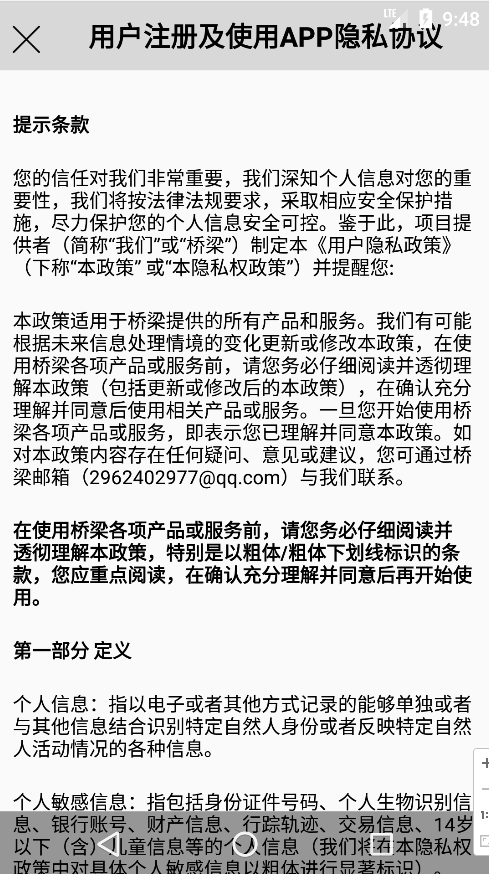 LTE 9:48
用户注册及使用APP隐私协议
提示条款
您的信任对我们非常重要，我们深知个人信息对您的重
要性，我们将按法律法规要求，采取相应安全保护措
施，尽力保护您的个人信息安全可控。鉴于此，项目提
供者（简称“我们”或“桥梁”）制定本《用户隐私政策》
（下称“本政策” 或“本隐私权政策”）并提醒您:
本政策适用于桥梁提供的所有产品和服务。我们有可能
根据未来信息处理情境的变化更新或修改本政策，在使
用桥梁各项产品或服务前，请您务必仔细阅读并透彻理
解本政策（包括更新或修改后的本政策），在确认充分
理解并同意后使用相关产品或服务。一旦您开始使用桥
梁各项产品或服务，即表示您已理解并同意本政策。如
对本政策内容存在任何疑问、意见或建议，您可通过桥
梁邮箱（2962402977@qq.com）与我们联系。
在使用桥梁各项产品或服务前，请您务必仔细阅读并
透彻理解本政策，特别是以粗体/粗体下划线标识的条
款，您应重点阅读，在确认充分理解并同意后再开始使
用。
第一部分 定义
个人信息：指以电子或者其他方式记录的能够单独或者
与其他信息结合识别特定自然人身份或者反映特定自然
人活动情况的各种信息。
个人敏感信息：指包括身份证件号码、个人生物识别信
息、银行账号、财产信息、行踪轨迹、交易信息、14岁
以下（含）儿童信息等的个人信息（我们将在本隐私权
政策中对具体个人敏感信息以粗体进行显著标识）。